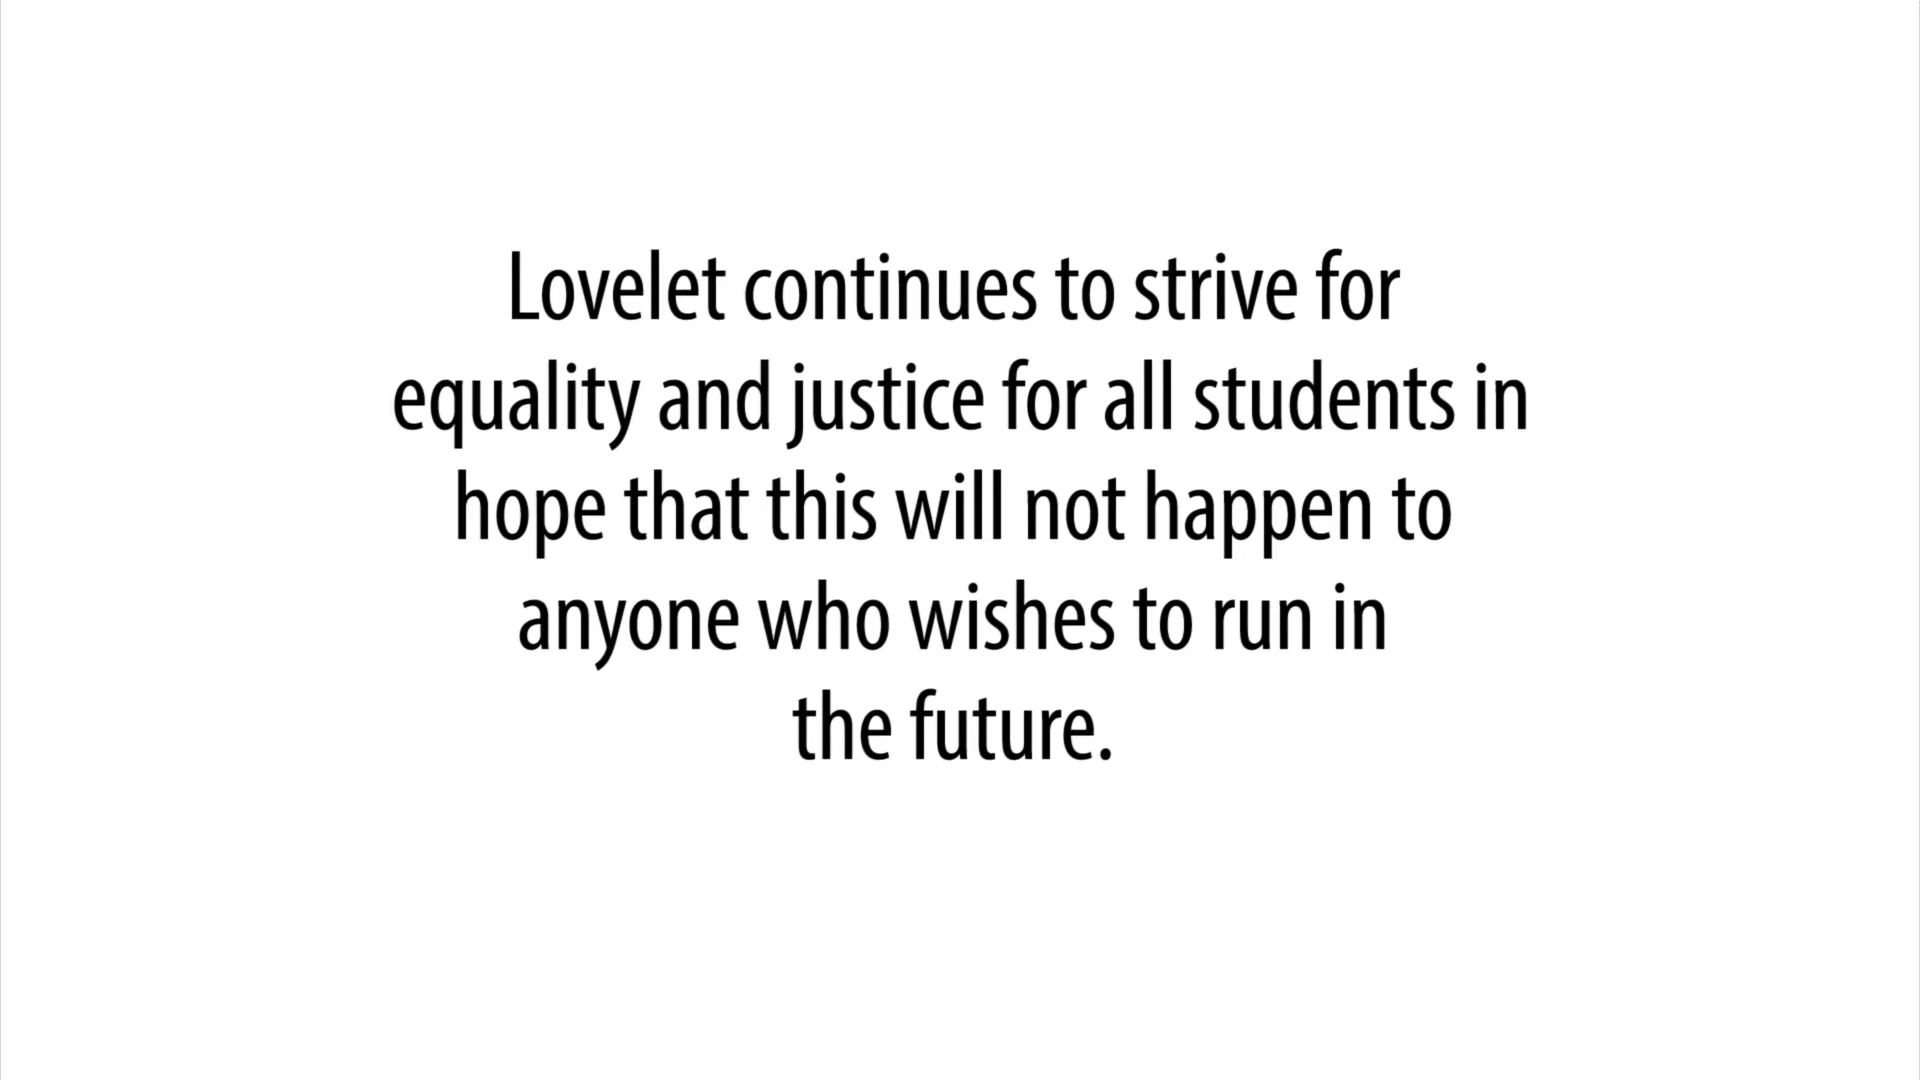 Lovelet continues to strive for
equality and justice for all students in
hope that this will not happen to
anyone who wishes to run in
the future.